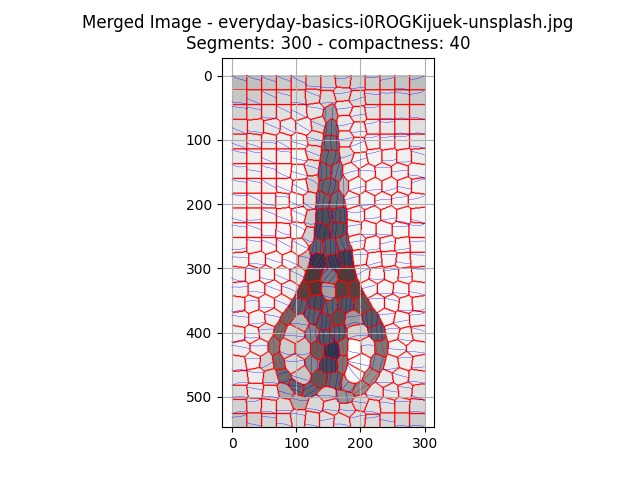 Merged Image - everyday-basics-i0ROGKijuek-unsplash.jpg
Segments: 300 - compactness: 40
0
100
200
300
400
500
0 100 200 300